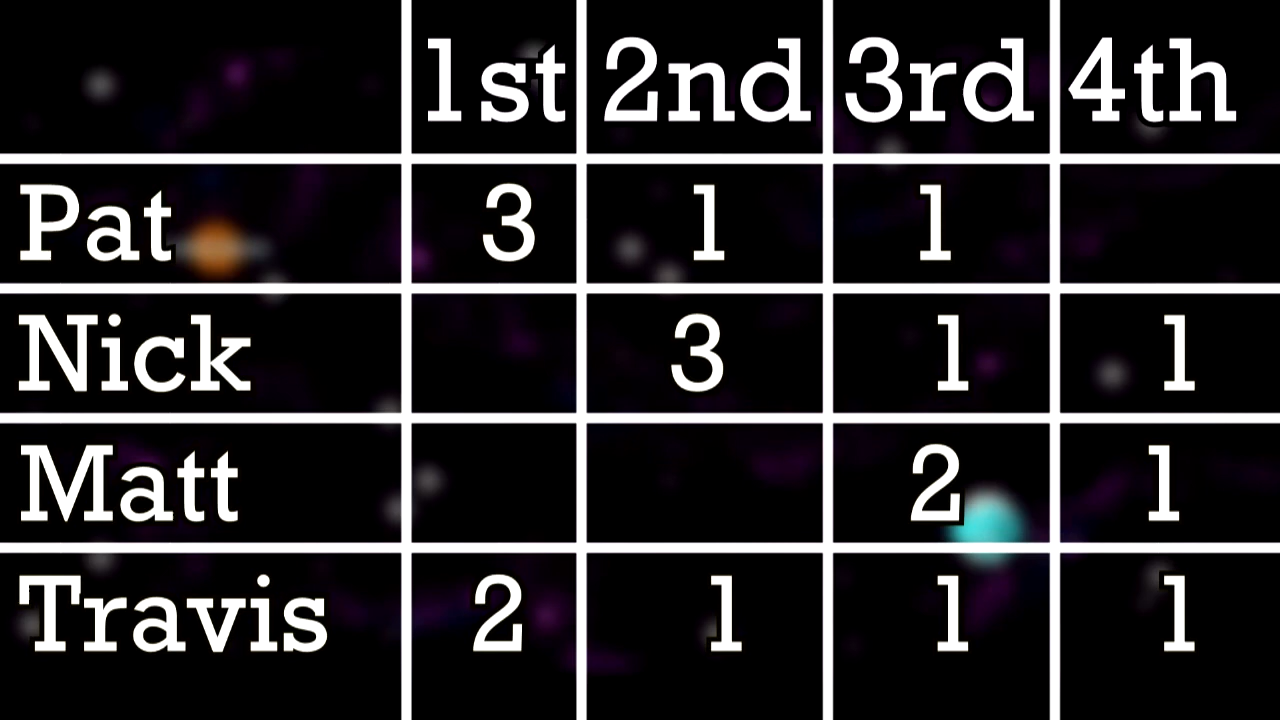 1st 2nd 3rd 4th
Pat 3 1 1
Nick 3 1 1
Matt 2 1
Travis 2 1 1 1